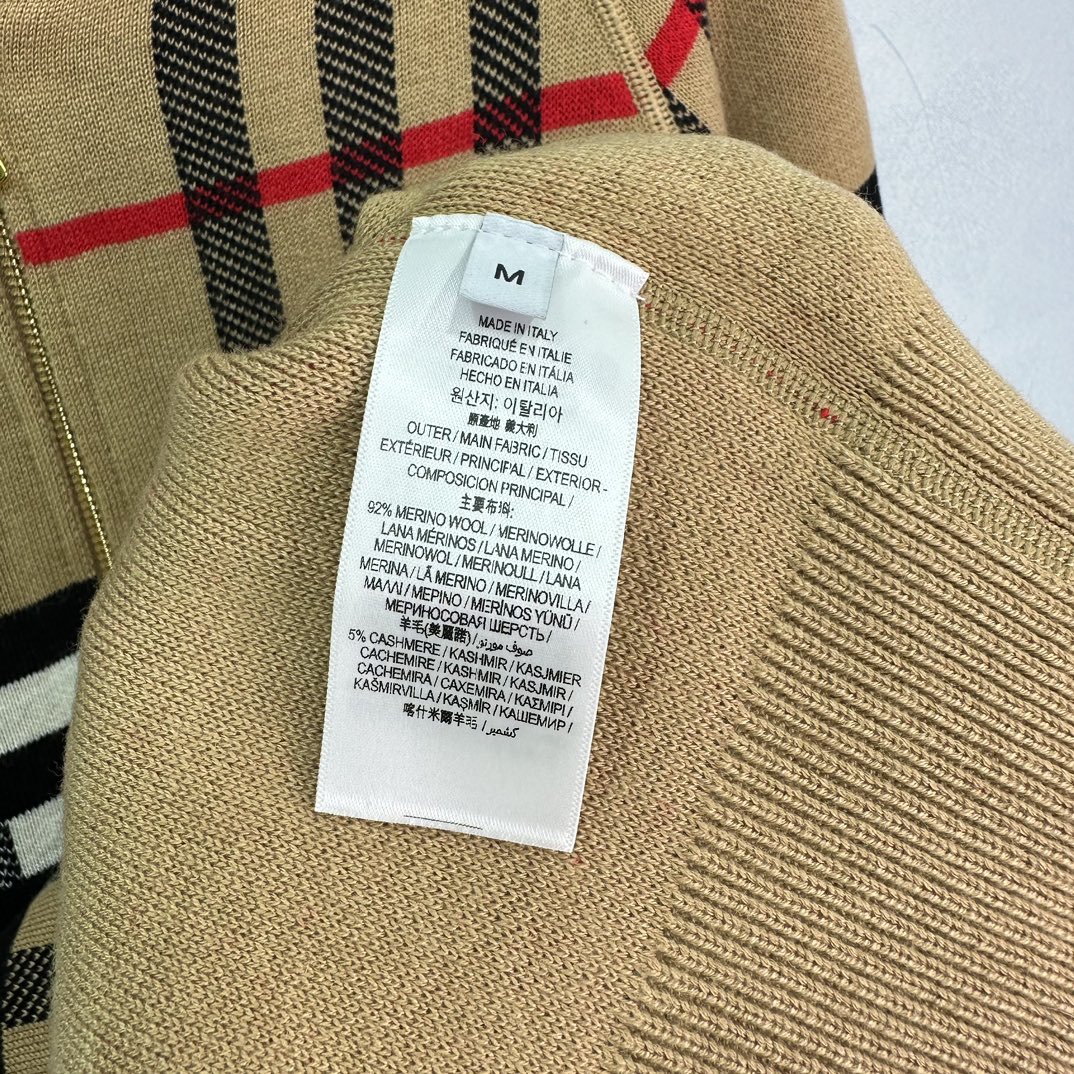 M
MADE IN ITALY
FABRIQUÉ EN ITALIE
FABRICADO EN ITÁLIA
HECHO EN ITALIA
원산지: 이탈리아
原產地 義大利
OUTER / MAIN FABRIC / TISSU
EXTÉRIEUR / PRINCIPAL / EXTERIOR-
COMPOSICION PRINCIPAL /
主要布料:
92% MERINO WOOL / MERINOWOLLE /
LANA MÉRINOS / LANA MERINO /
MERINOWOL / MERINOULL / LANA
MERINA / LÃ MERINO / MERINOVILLA /
ΜΑΛΛΙ / ΜΕΡΙΝΟ / MERİNOS YÜNÜ /
МЕРИНОСОВАЯ ШЕРСТЬ /
羊毛(美麗諾) / صوف مورنو /
5% CASHMERE / KASHMIR / KASJMIER
CACHEMIRE / KASHMIR / KASJMIR /
CACHEMIRA / CAXEMIRA / ΚΑΣΜΙΡΙ /
KAŠMIRVILLA / KAŞMİR / КАШЕМИР /
喀什米爾羊毛 / كشمير